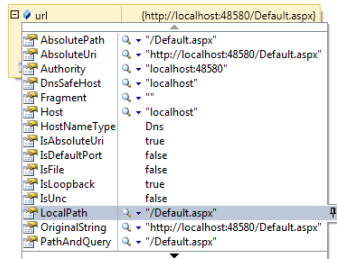 url {http://localhost:48580/Default.aspx}
AbsolutePath "/Default.aspx"
AbsoluteUri "http://localhost:48580/Default.aspx"
Authority "localhost:48580"
DnsSafeHost "localhost"
Fragment ""
Host "localhost"
HostNameType Dns
IsAbsoluteUri true
IsDefaultPort false
IsFile false
IsLoopback true
IsUnc false
LocalPath "/Default.aspx"
OriginalString "http://localhost:48580/Default.aspx"
PathAndQuery "/Default.aspx"